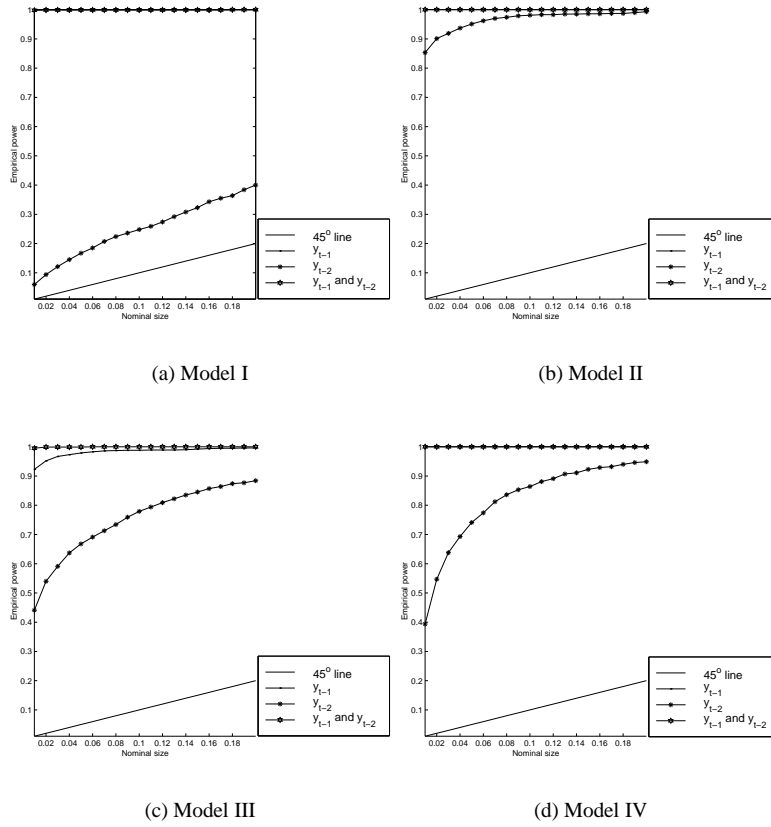 1
0.9
0.8
0.7
0.6
0.5
0.4
0.3
0.2
0.1
Empirical power
0.02 0.04 0.06 0.08 0.10 0.12 0.14 0.16 0.18
Nominal size
45° line
y_{t-1}
y_{t-2}
y_{t-1} and y_{t-2}
(a) Model I
1
0.9
0.8
0.7
0.6
0.5
0.4
0.3
0.2
0.1
Empirical power
0.02 0.04 0.06 0.08 0.10 0.12 0.14 0.16 0.18
Nominal size
45° line
y_{t-1}
y_{t-2}
y_{t-1} and y_{t-2}
(b) Model II
1
0.9
0.8
0.7
0.6
0.5
0.4
0.3
0.2
0.1
Empirical power
0.02 0.04 0.06 0.08 0.10 0.12 0.14 0.16 0.18
Nominal size
45° line
y_{t-1}
y_{t-2}
y_{t-1} and y_{t-2}
(c) Model III
1
0.9
0.8
0.7
0.6
0.5
0.4
0.3
0.2
0.1
Empirical power
0.02 0.04 0.06 0.08 0.10 0.12 0.14 0.16 0.18
Nominal size
45° line
y_{t-1}
y_{t-2}
y_{t-1} and y_{t-2}
(d) Model IV